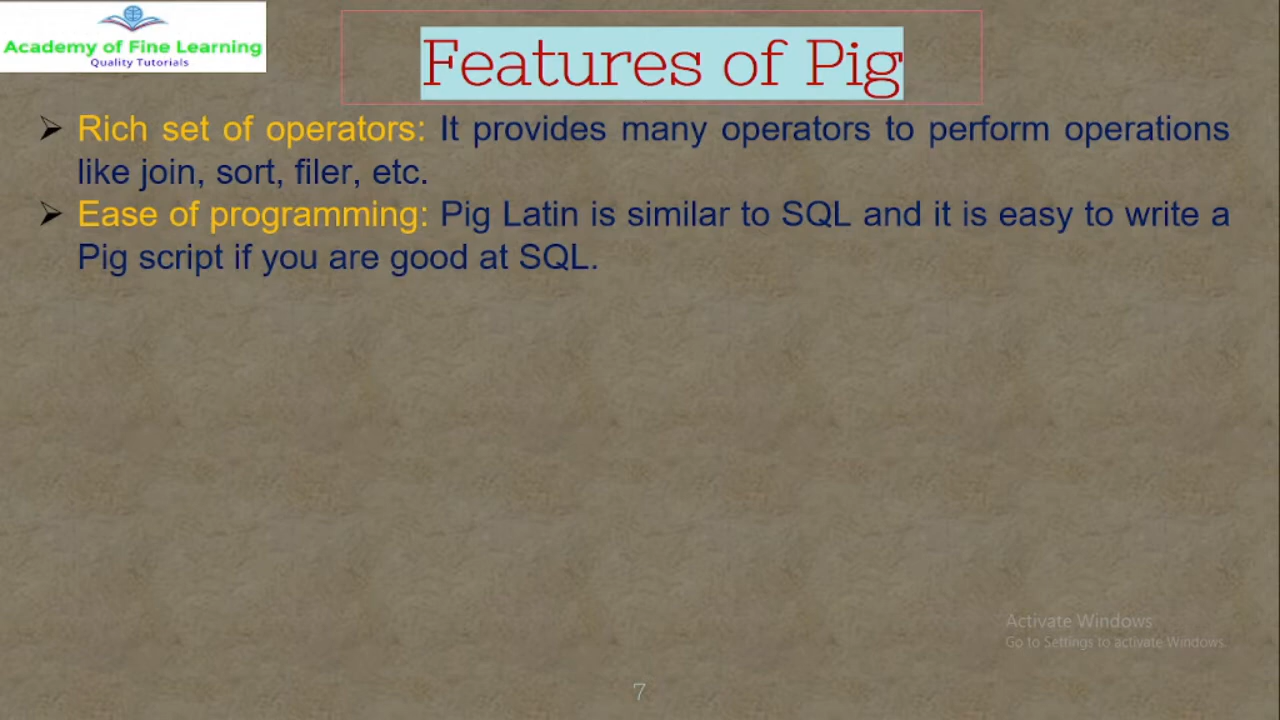 Academy of Fine Learning
Quality Tutorials
Features of Pig
➢ Rich set of operators: It provides many operators to perform operations
like join, sort, filer, etc.
➢ Ease of programming: Pig Latin is similar to SQL and it is easy to write a
Pig script if you are good at SQL.
Activate Windows
Go to Settings to activate Windows.
7